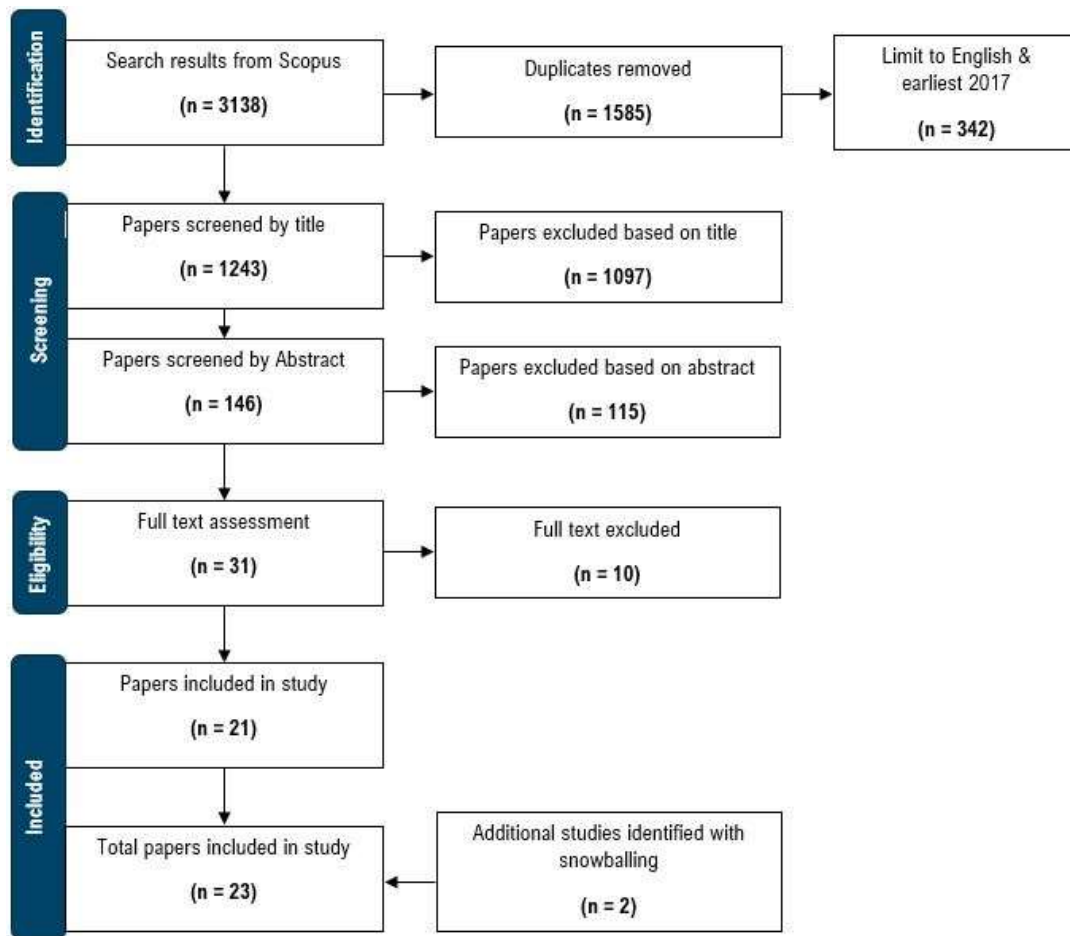 Identification
Search results from Scopus
(n = 3138)
Duplicates removed
(n = 1585)
Limit to English &
earliest 2017
(n = 342)
Screening
Papers screened by title
(n = 1243)
Papers excluded based on title
(n = 1097)
Papers screened by Abstract
(n = 146)
Papers excluded based on abstract
(n = 115)
Eligibility
Full text assessment
(n = 31)
Full text excluded
(n = 10)
Included
Papers included in study
(n = 21)
Total papers included in study
(n = 23)
Additional studies identified with
snowballing
(n = 2)